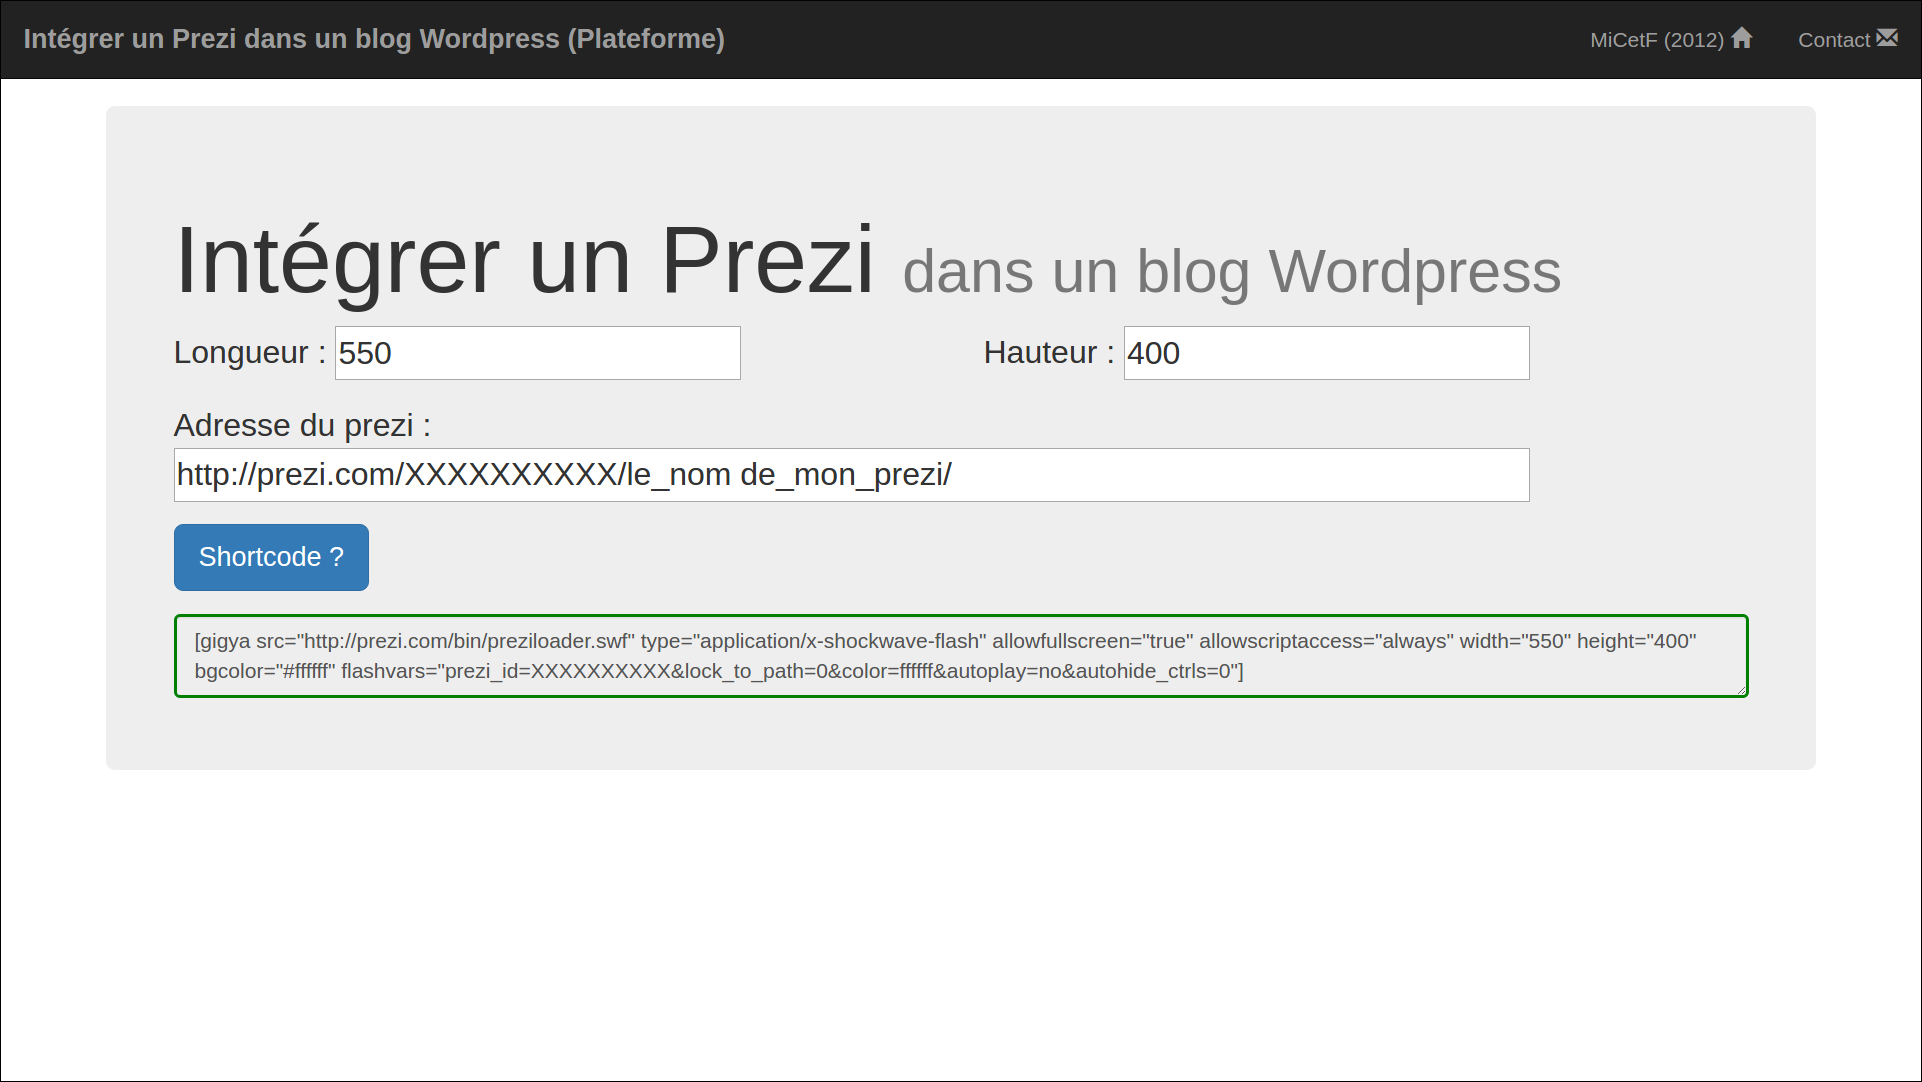 Intégrer un Prezi dans un blog Wordpress (Plateforme)
MiCetF (2012)
Contact
Intégrer un Prezi dans un blog Wordpress
Longueur : 550
Hauteur : 400
Adresse du prezi :
http://prezi.com/XXXXXXXXXX/le_nom de_mon_prezi/
Shortcode ?
[gigya src="http://prezi.com/bin/preziloader.swf" type="application/x-shockwave-flash" allowfullscreen="true" allowscriptaccess="always" width="550" height="400"
bgcolor="#ffffff" flashvars="prezi_id=XXXXXXXXXX&lock_to_path=0&color=ffffff&autoplay=no&autohide_ctrls=0"]